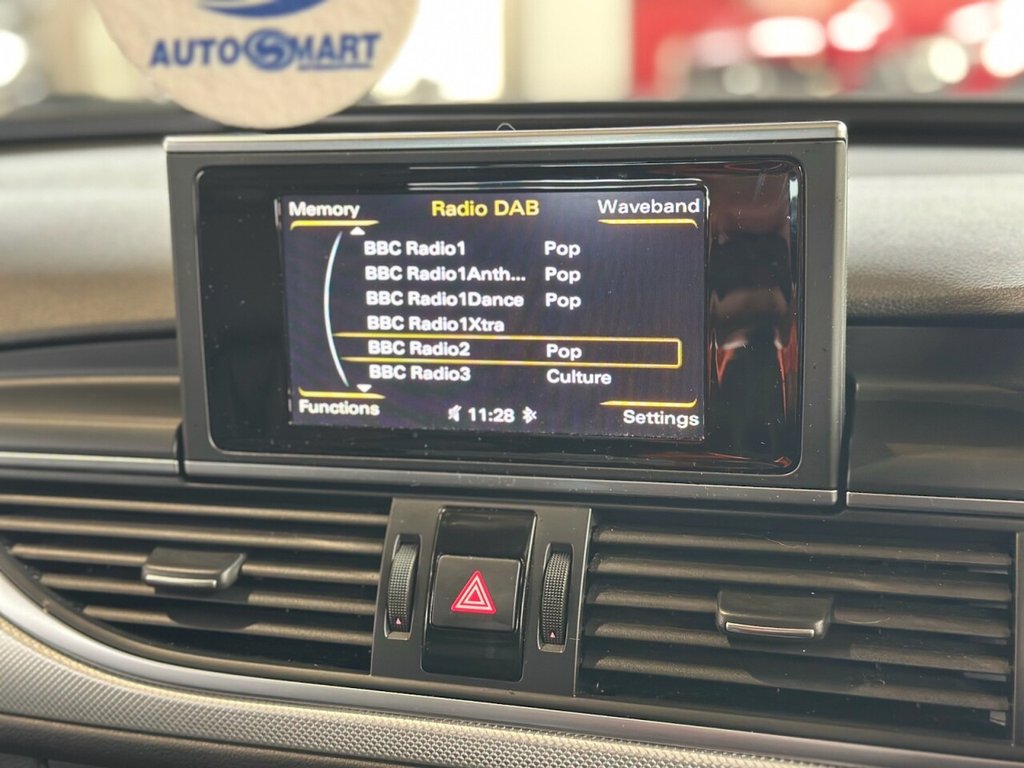 AUTOSMART
Memory Radio DAB Waveband
BBC Radio1 Pop
BBC Radio1Anth... Pop
BBC Radio1Dance Pop
BBC Radio1Xtra
BBC Radio2 Pop
BBC Radio3 Culture
Functions 11:28 Settings